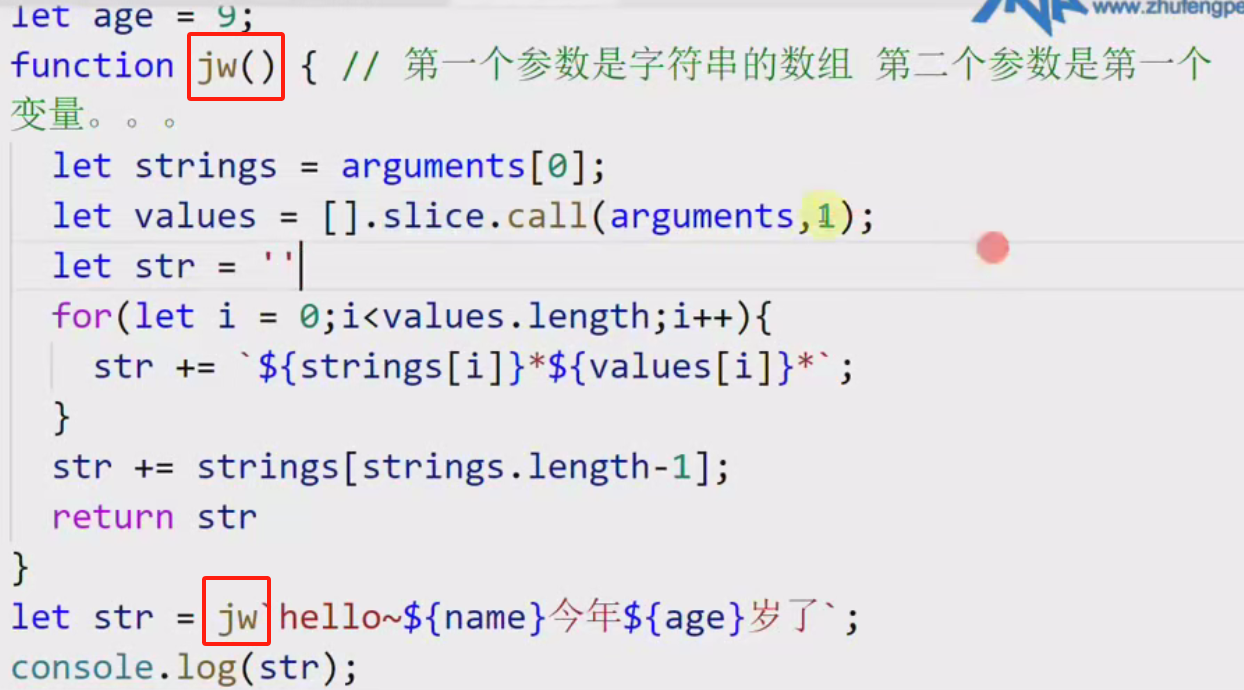 www.zhufengpe
let age = 9;
function jw() { // 第一个参数是字符串的数组 第二个参数是第一个
变量。。。
let strings = arguments[0];
let values = [].slice.call(arguments,1);
let str = ''
for(let i = 0;i<values.length;i++){
str += `${strings[i]}*${values[i]}*`;
}
str += strings[strings.length-1];
return str
}
let str = jw`hello~${name}今年${age}岁了`;
console.log(str);